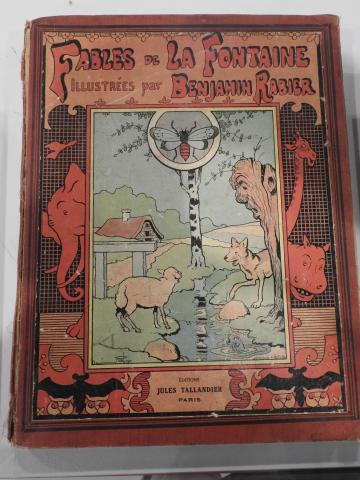 FABLES DE LA FONTAINE
ILLUSTRÉES par BENJAMIN RABIER
ÉDITIONS
JULES TALLANDIER
PARIS